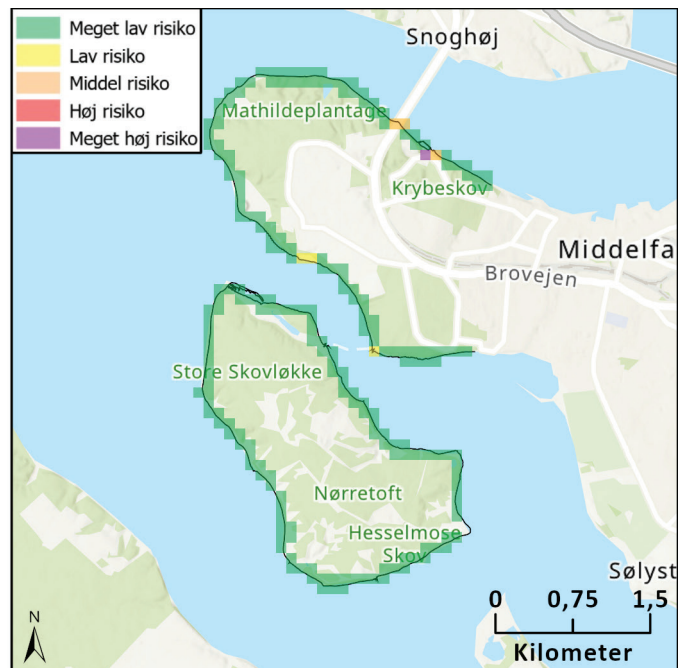 Meget lav risiko
Lav risiko
Middel risiko
Høj risiko
Meget høj risiko
Snoghøj
Mathildeplantage
Krybeskov
Middelfa
Brovejen
Store Skovløkke
Nørretoft
Hesselmose
Skov
Sølyst
N
0 0,75 1,5
Kilometer